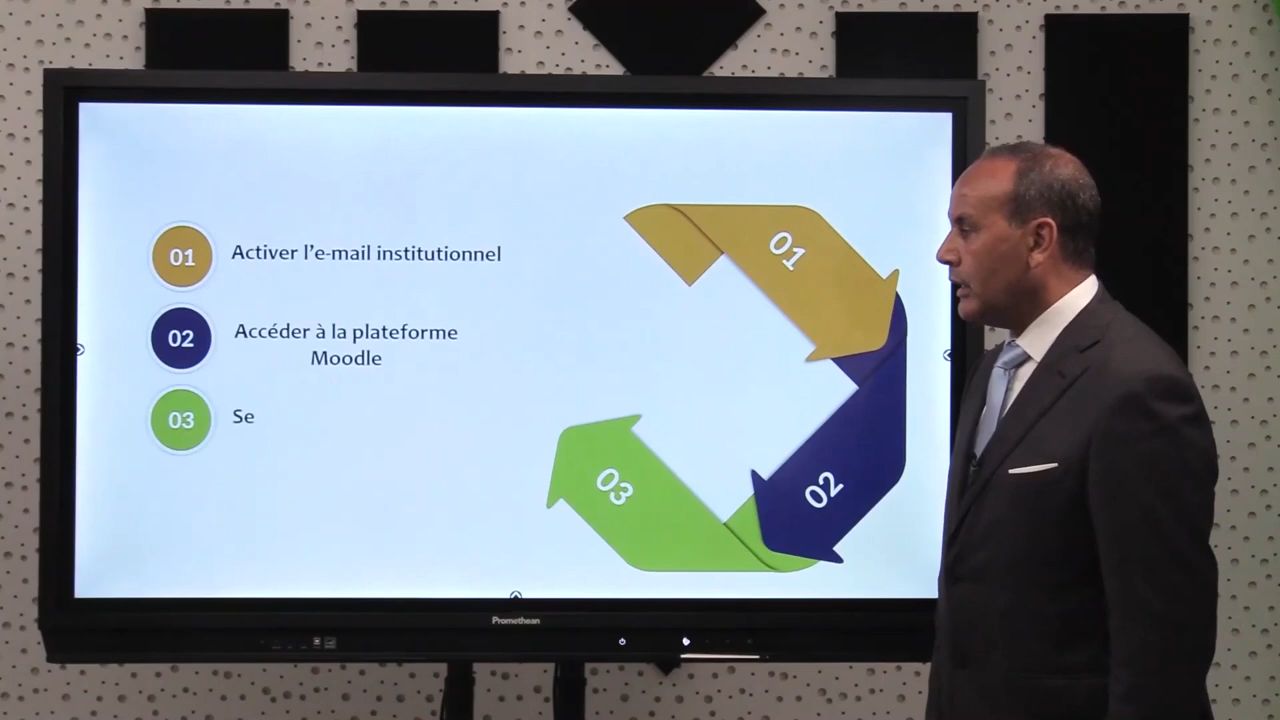 01
Activer l’e-mail institutionnel
02
Accéder à la plateforme
Moodle
03
Se
01
02
03
Promethean